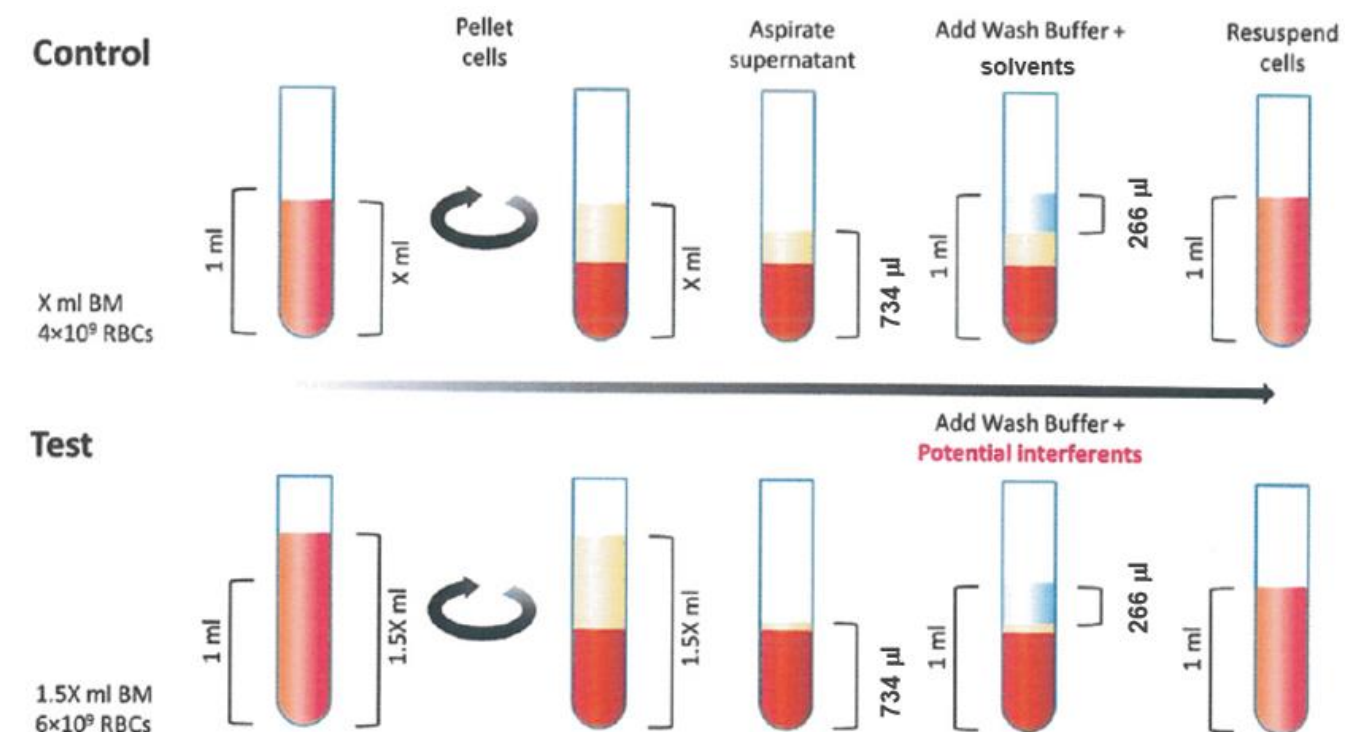 Control
Pellet
cells
Aspirate
supernatant
Add Wash Buffer +
solvents
Resuspend
cells
1 ml
X ml
X ml
734 µl
1 ml
266 µl
1 ml
X ml BM
4×10⁹ RBCs
Test
Add Wash Buffer +
Potential interferents
1 ml
1.5X ml
1.5X ml
734 µl
1 ml
266 µl
1 ml
1.5X ml BM
6×10⁹ RBCs